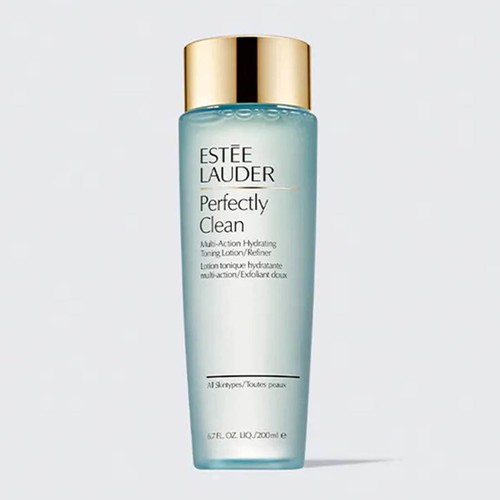 ESTĒE
LAUDER
Perfectly
Clean
Multi-Action Hydrating
Toning Lotion/Refiner
Lotion tonique hydratante
multi-action/Exfoliant doux
All Skintypes/Toutes peaux
6.7 FL. OZ. LIQ./200ml ℮